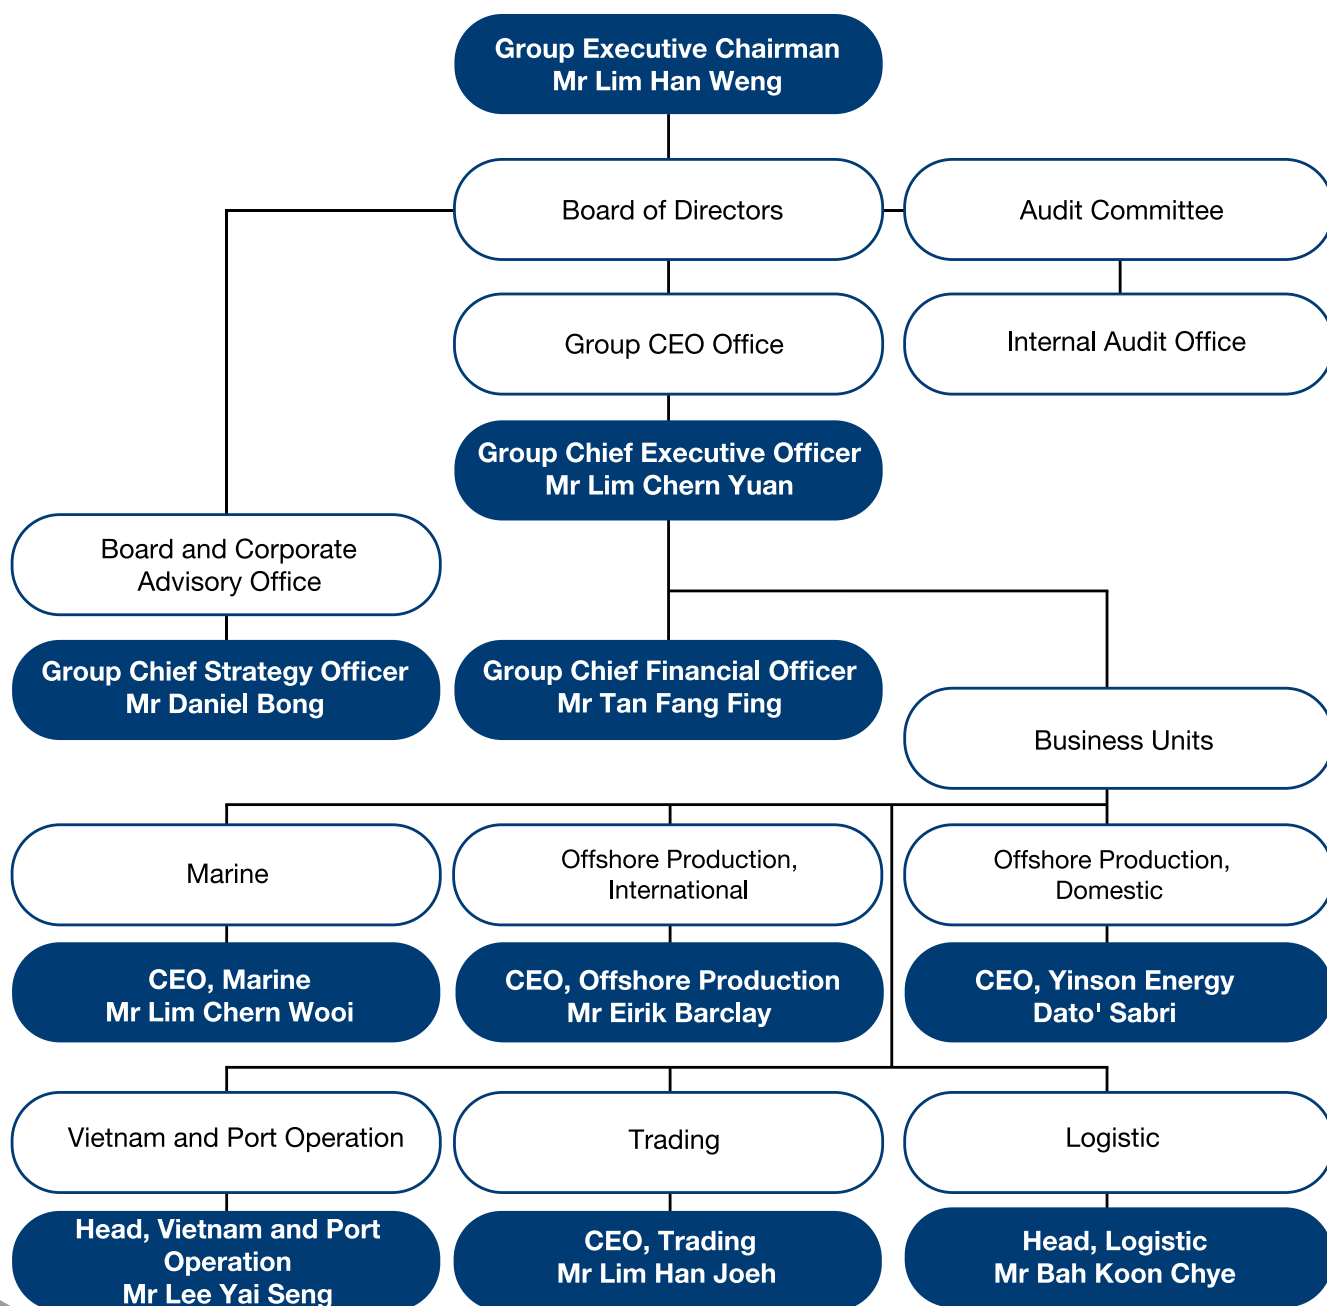 Group Executive Chairman
Mr Lim Han Weng
Board of Directors
Audit Committee
Group CEO Office
Internal Audit Office
Group Chief Executive Officer
Mr Lim Chern Yuan
Board and Corporate
Advisory Office
Group Chief Strategy Officer
Mr Daniel Bong
Group Chief Financial Officer
Mr Tan Fang Fing
Business Units
Marine
Offshore Production,
International
Offshore Production,
Domestic
CEO, Marine
Mr Lim Chern Wooi
CEO, Offshore Production
Mr Eirik Barclay
CEO, Yinson Energy
Dato' Sabri
Vietnam and Port Operation
Trading
Logistic
Head, Vietnam and Port
Operation
Mr Lee Yai Seng
CEO, Trading
Mr Lim Han Joeh
Head, Logistic
Mr Bah Koon Chye